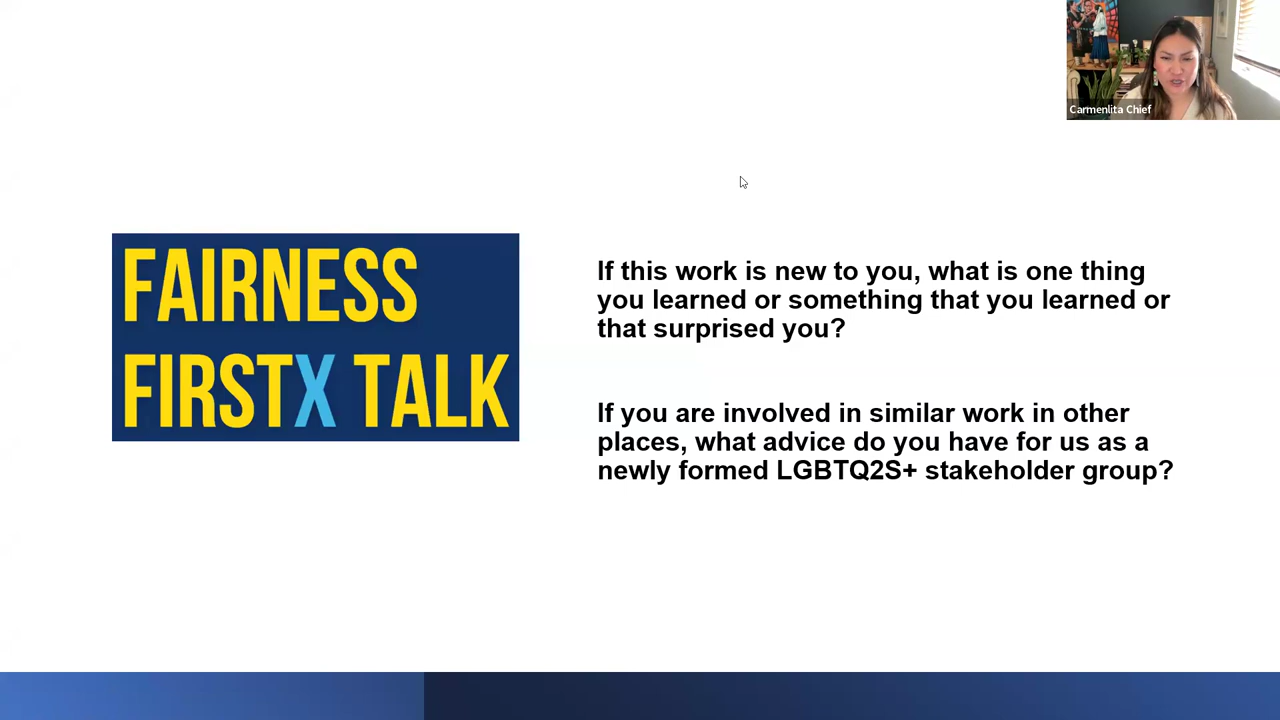 Carmenlita Chief
FAIRNESS
FIRSTX TALK
If this work is new to you, what is one thing
you learned or something that you learned or
that surprised you?
If you are involved in similar work in other
places, what advice do you have for us as a
newly formed LGBTQ2S+ stakeholder group?